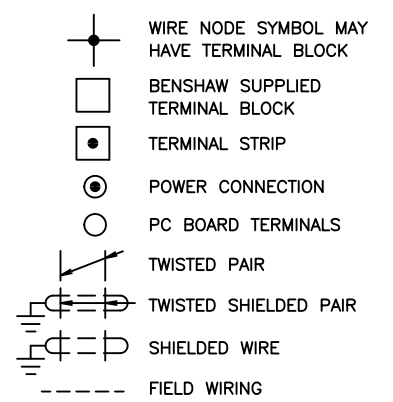 WIRE NODE SYMBOL MAY
HAVE TERMINAL BLOCK
BENSHAW SUPPLIED
TERMINAL BLOCK
TERMINAL STRIP
POWER CONNECTION
PC BOARD TERMINALS
TWISTED PAIR
TWISTED SHIELDED PAIR
SHIELDED WIRE
FIELD WIRING